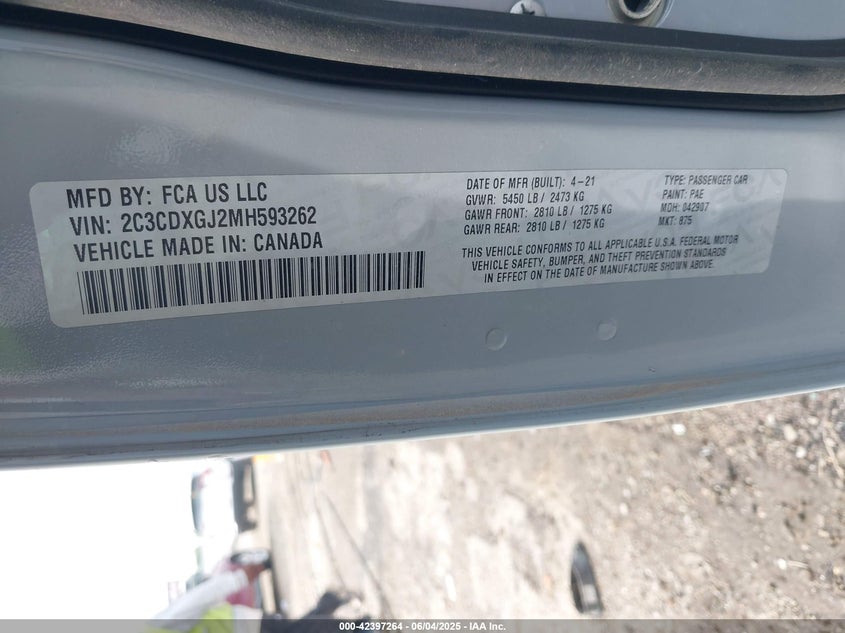 MFD BY: FCA US LLC
VIN: 2C3CDXGJ2MH593262
VEHICLE MADE IN: CANADA
DATE OF MFR (BUILT): 4-21
GVWR: 5450 LB / 2473 KG
GAWR FRONT: 2810 LB / 1275 KG
GAWR REAR: 2810 LB / 1275 KG
TYPE: PASSENGER CAR
PAINT: PAE
MDH: 042907
MKT: 875
THIS VEHICLE CONFORMS TO ALL APPLICABLE U.S.A. FEDERAL MOTOR
VEHICLE SAFETY, BUMPER, AND THEFT PREVENTION STANDARDS
IN EFFECT ON THE DATE OF MANUFACTURE SHOWN ABOVE.
000-42397264 - 06/04/2025 - IAA Inc.